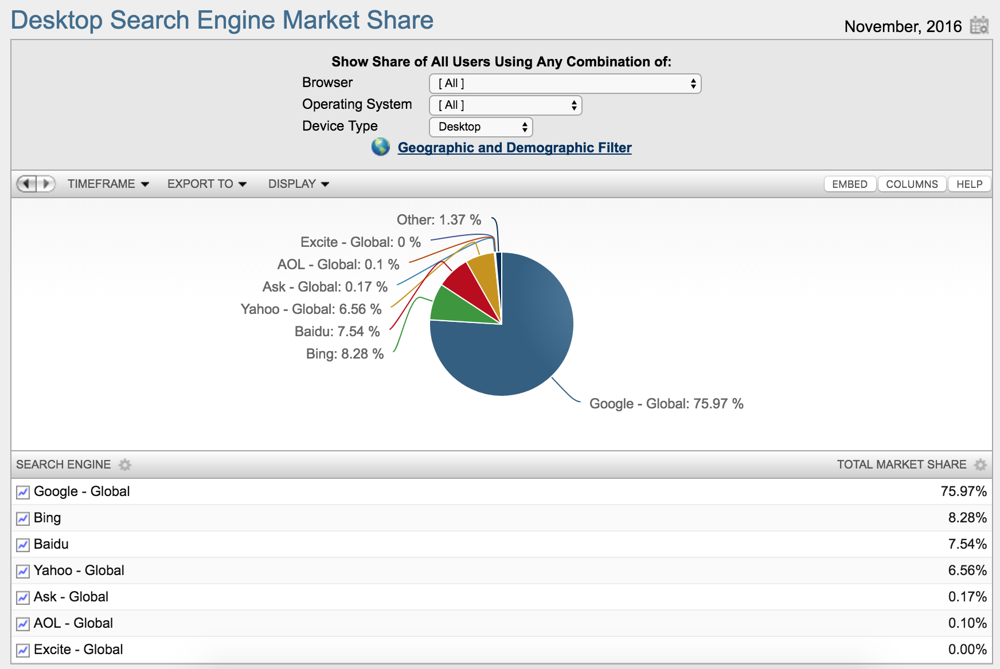 Desktop Search Engine Market Share
November, 2016
Show Share of All Users Using Any Combination of:
Browser [ All ]
Operating System [ All ]
Device Type Desktop
Geographic and Demographic Filter
TIMEFRAME EXPORT TO DISPLAY EMBED COLUMNS HELP
Other: 1.37 %
Excite - Global: 0 %
AOL - Global: 0.1 %
Ask - Global: 0.17 %
Yahoo - Global: 6.56 %
Baidu: 7.54 %
Bing: 8.28 %
Google - Global: 75.97 %
SEARCH ENGINE TOTAL MARKET SHARE
Google - Global 75.97%
Bing 8.28%
Baidu 7.54%
Yahoo - Global 6.56%
Ask - Global 0.17%
AOL - Global 0.10%
Excite - Global 0.00%